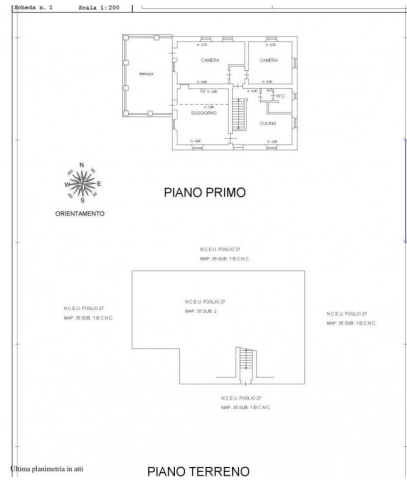 Scheda n. 1 Scala 1:200
CAMERA
CAMERA
TERRAZZA
W.C.
SOGGIORNO
CUCINA
N
W E
S
ORIENTAMENTO
PIANO PRIMO
N.C.E.U. FOGLIO 27
MAP. 35 SUB. 1 B.C.N.C.
N.C.E.U. FOGLIO 27
MAP. 35 SUB. 1 B.C.N.C.
N.C.E.U. FOGLIO 27
MAP. 35 SUB. 2
N.C.E.U. FOGLIO 27
MAP. 35 SUB. 1 B.C.N.C.
N.C.E.U. FOGLIO 27
MAP. 35 SUB. 1 B.C.N.C.
Ultima planimetria in atti
PIANO TERRENO